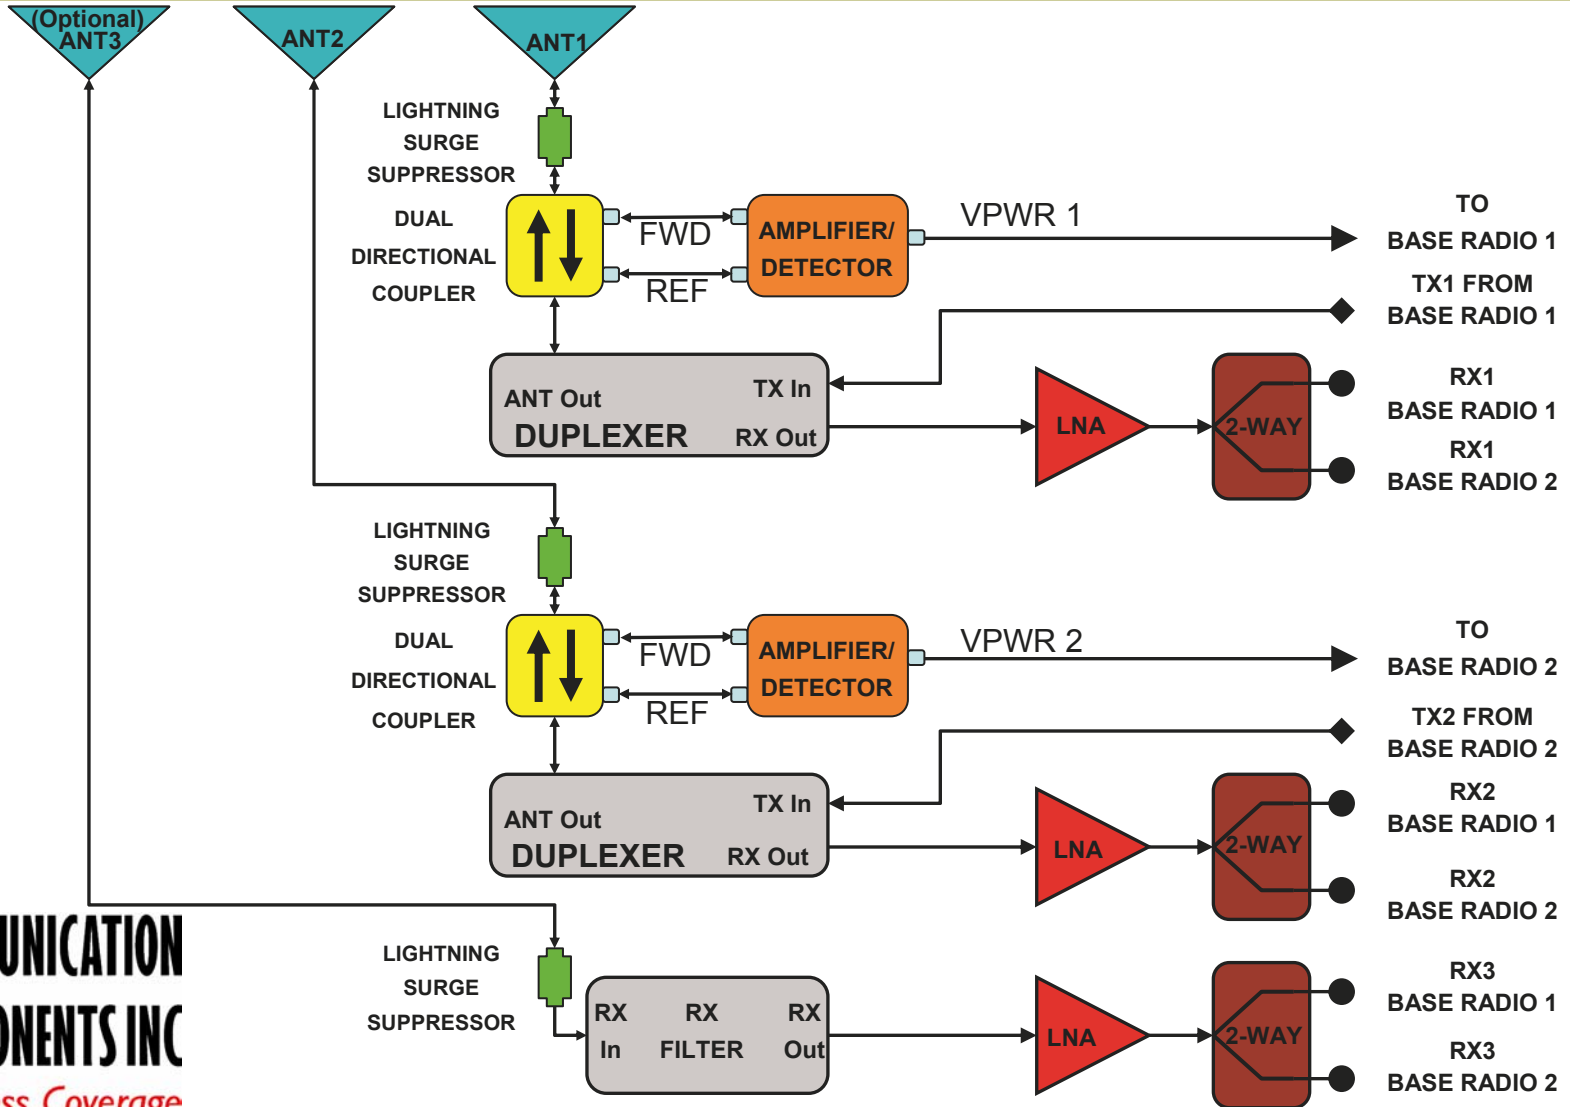 (Optional)
ANT3
ANT2
ANT1
LIGHTNING
SURGE
SUPPRESSOR
DUAL
DIRECTIONAL
COUPLER
FWD
REF
AMPLIFIER/
DETECTOR
VPWR 1
TO
BASE RADIO 1
TX1 FROM
BASE RADIO 1
ANT Out
TX In
DUPLEXER
RX Out
LNA
2-WAY
RX1
BASE RADIO 1
RX1
BASE RADIO 2
LIGHTNING
SURGE
SUPPRESSOR
DUAL
DIRECTIONAL
COUPLER
FWD
REF
AMPLIFIER/
DETECTOR
VPWR 2
TO
BASE RADIO 2
TX2 FROM
BASE RADIO 2
ANT Out
TX In
DUPLEXER
RX Out
LNA
2-WAY
RX2
BASE RADIO 1
RX2
BASE RADIO 2
LIGHTNING
SURGE
SUPPRESSOR
RX RX RX
In FILTER Out
LNA
2-WAY
RX3
BASE RADIO 1
RX3
BASE RADIO 2
UNICATION
ONENTS INC
ss Coverage